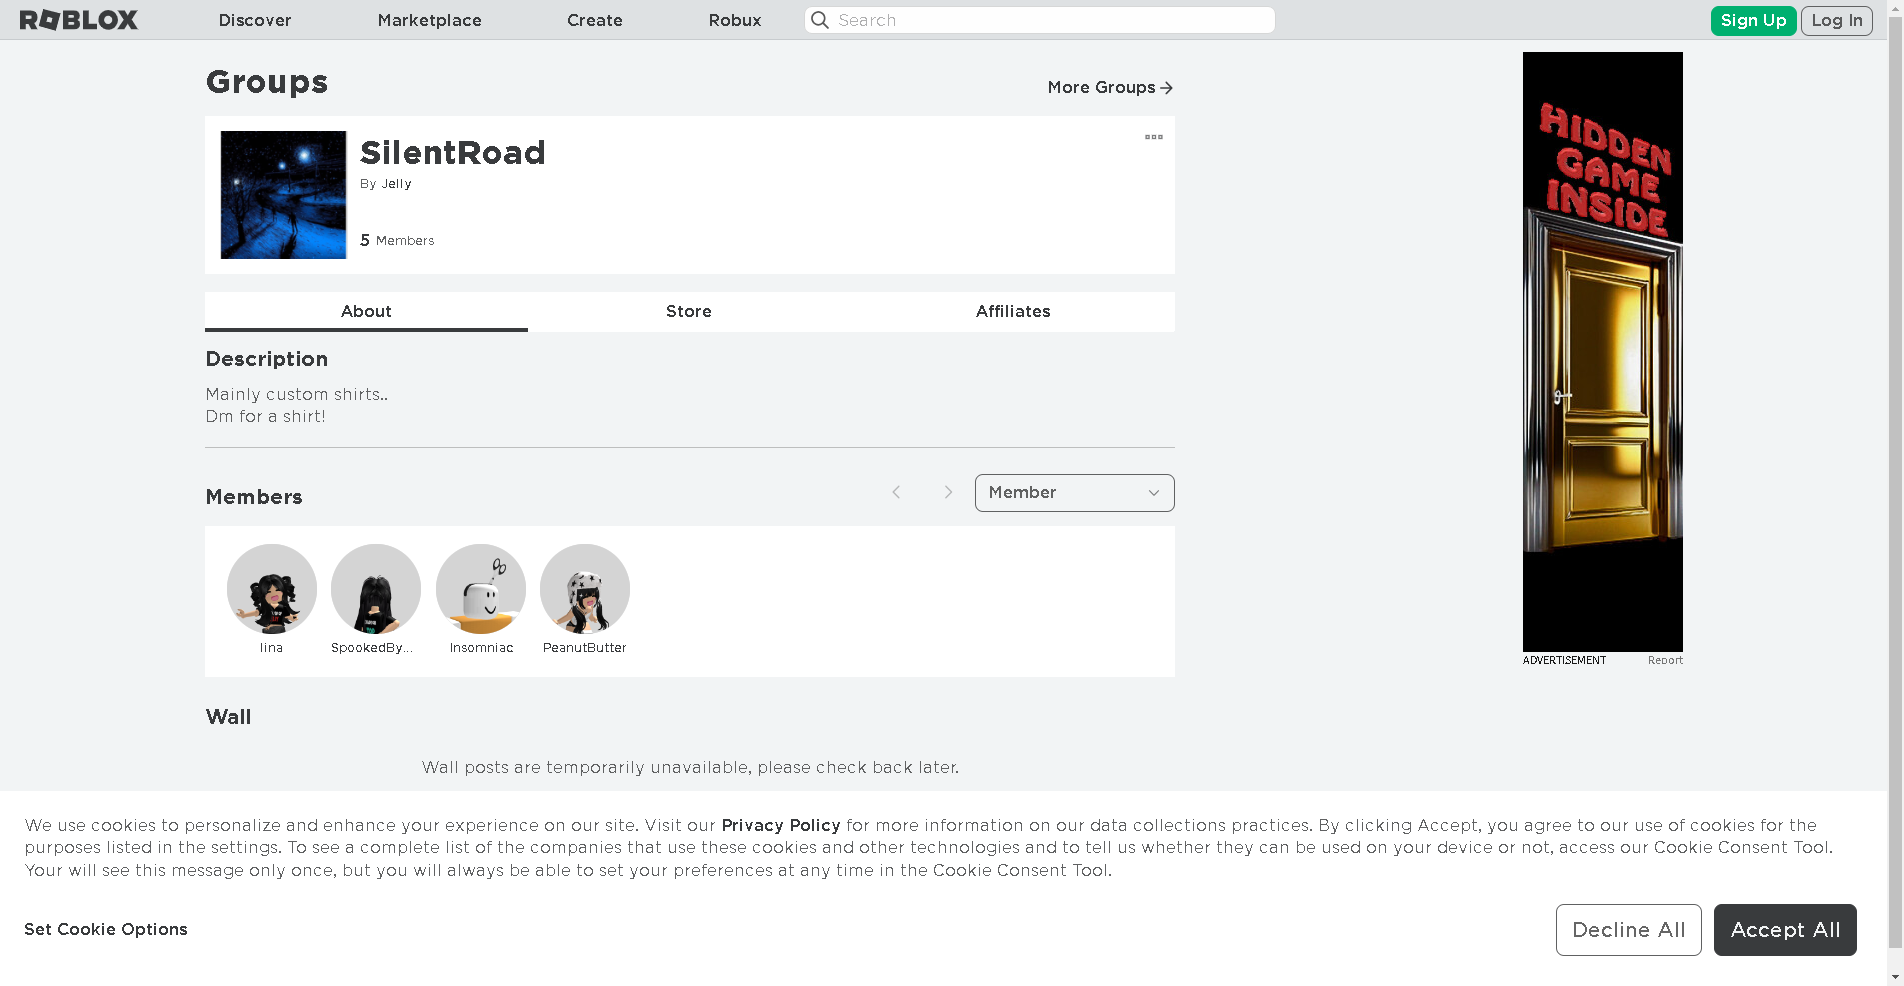 ROBLOX
Discover
Marketplace
Create
Robux
Search
Sign Up
Log In
Groups
More Groups
SilentRoad
By Jelly
5 Members
About
Store
Affiliates
Description
Mainly custom shirts..
Dm for a shirt!
Members
Member
Iina
SpookedBy...
Insomniac
PeanutButter
Wall
Wall posts are temporarily unavailable, please check back later.
HIDDEN
GAME
INSIDE
ADVERTISEMENT
Report
We use cookies to personalize and enhance your experience on our site. Visit our Privacy Policy for more information on our data collections practices. By clicking Accept, you agree to our use of cookies for the
purposes listed in the settings. To see a complete list of the companies that use these cookies and other technologies and to tell us whether they can be used on your device or not, access our Cookie Consent Tool.
Your will see this message only once, but you will always be able to set your preferences at any time in the Cookie Consent Tool.
Set Cookie Options
Decline All
Accept All